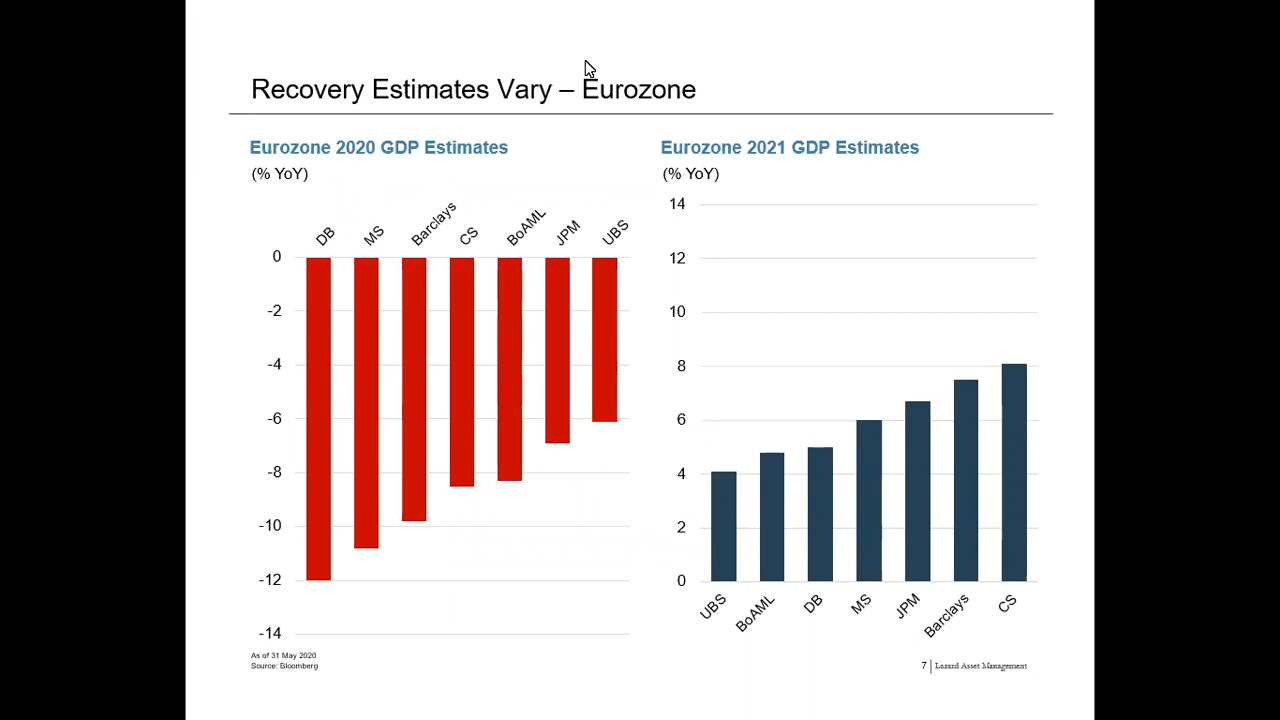 Recovery Estimates Vary – Eurozone
Eurozone 2020 GDP Estimates
(% YoY)
DB
MS
Barclays
CS
BoAML
JPM
UBS
0
-2
-4
-6
-8
-10
-12
-14
Eurozone 2021 GDP Estimates
(% YoY)
14
12
10
8
6
4
2
0
UBS
BoAML
DB
MS
JPM
Barclays
CS
As of 31 May 2020
Source: Bloomberg
7 | Lazard Asset Management